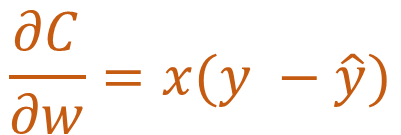 ∂C/∂w = x(y − ŷ)